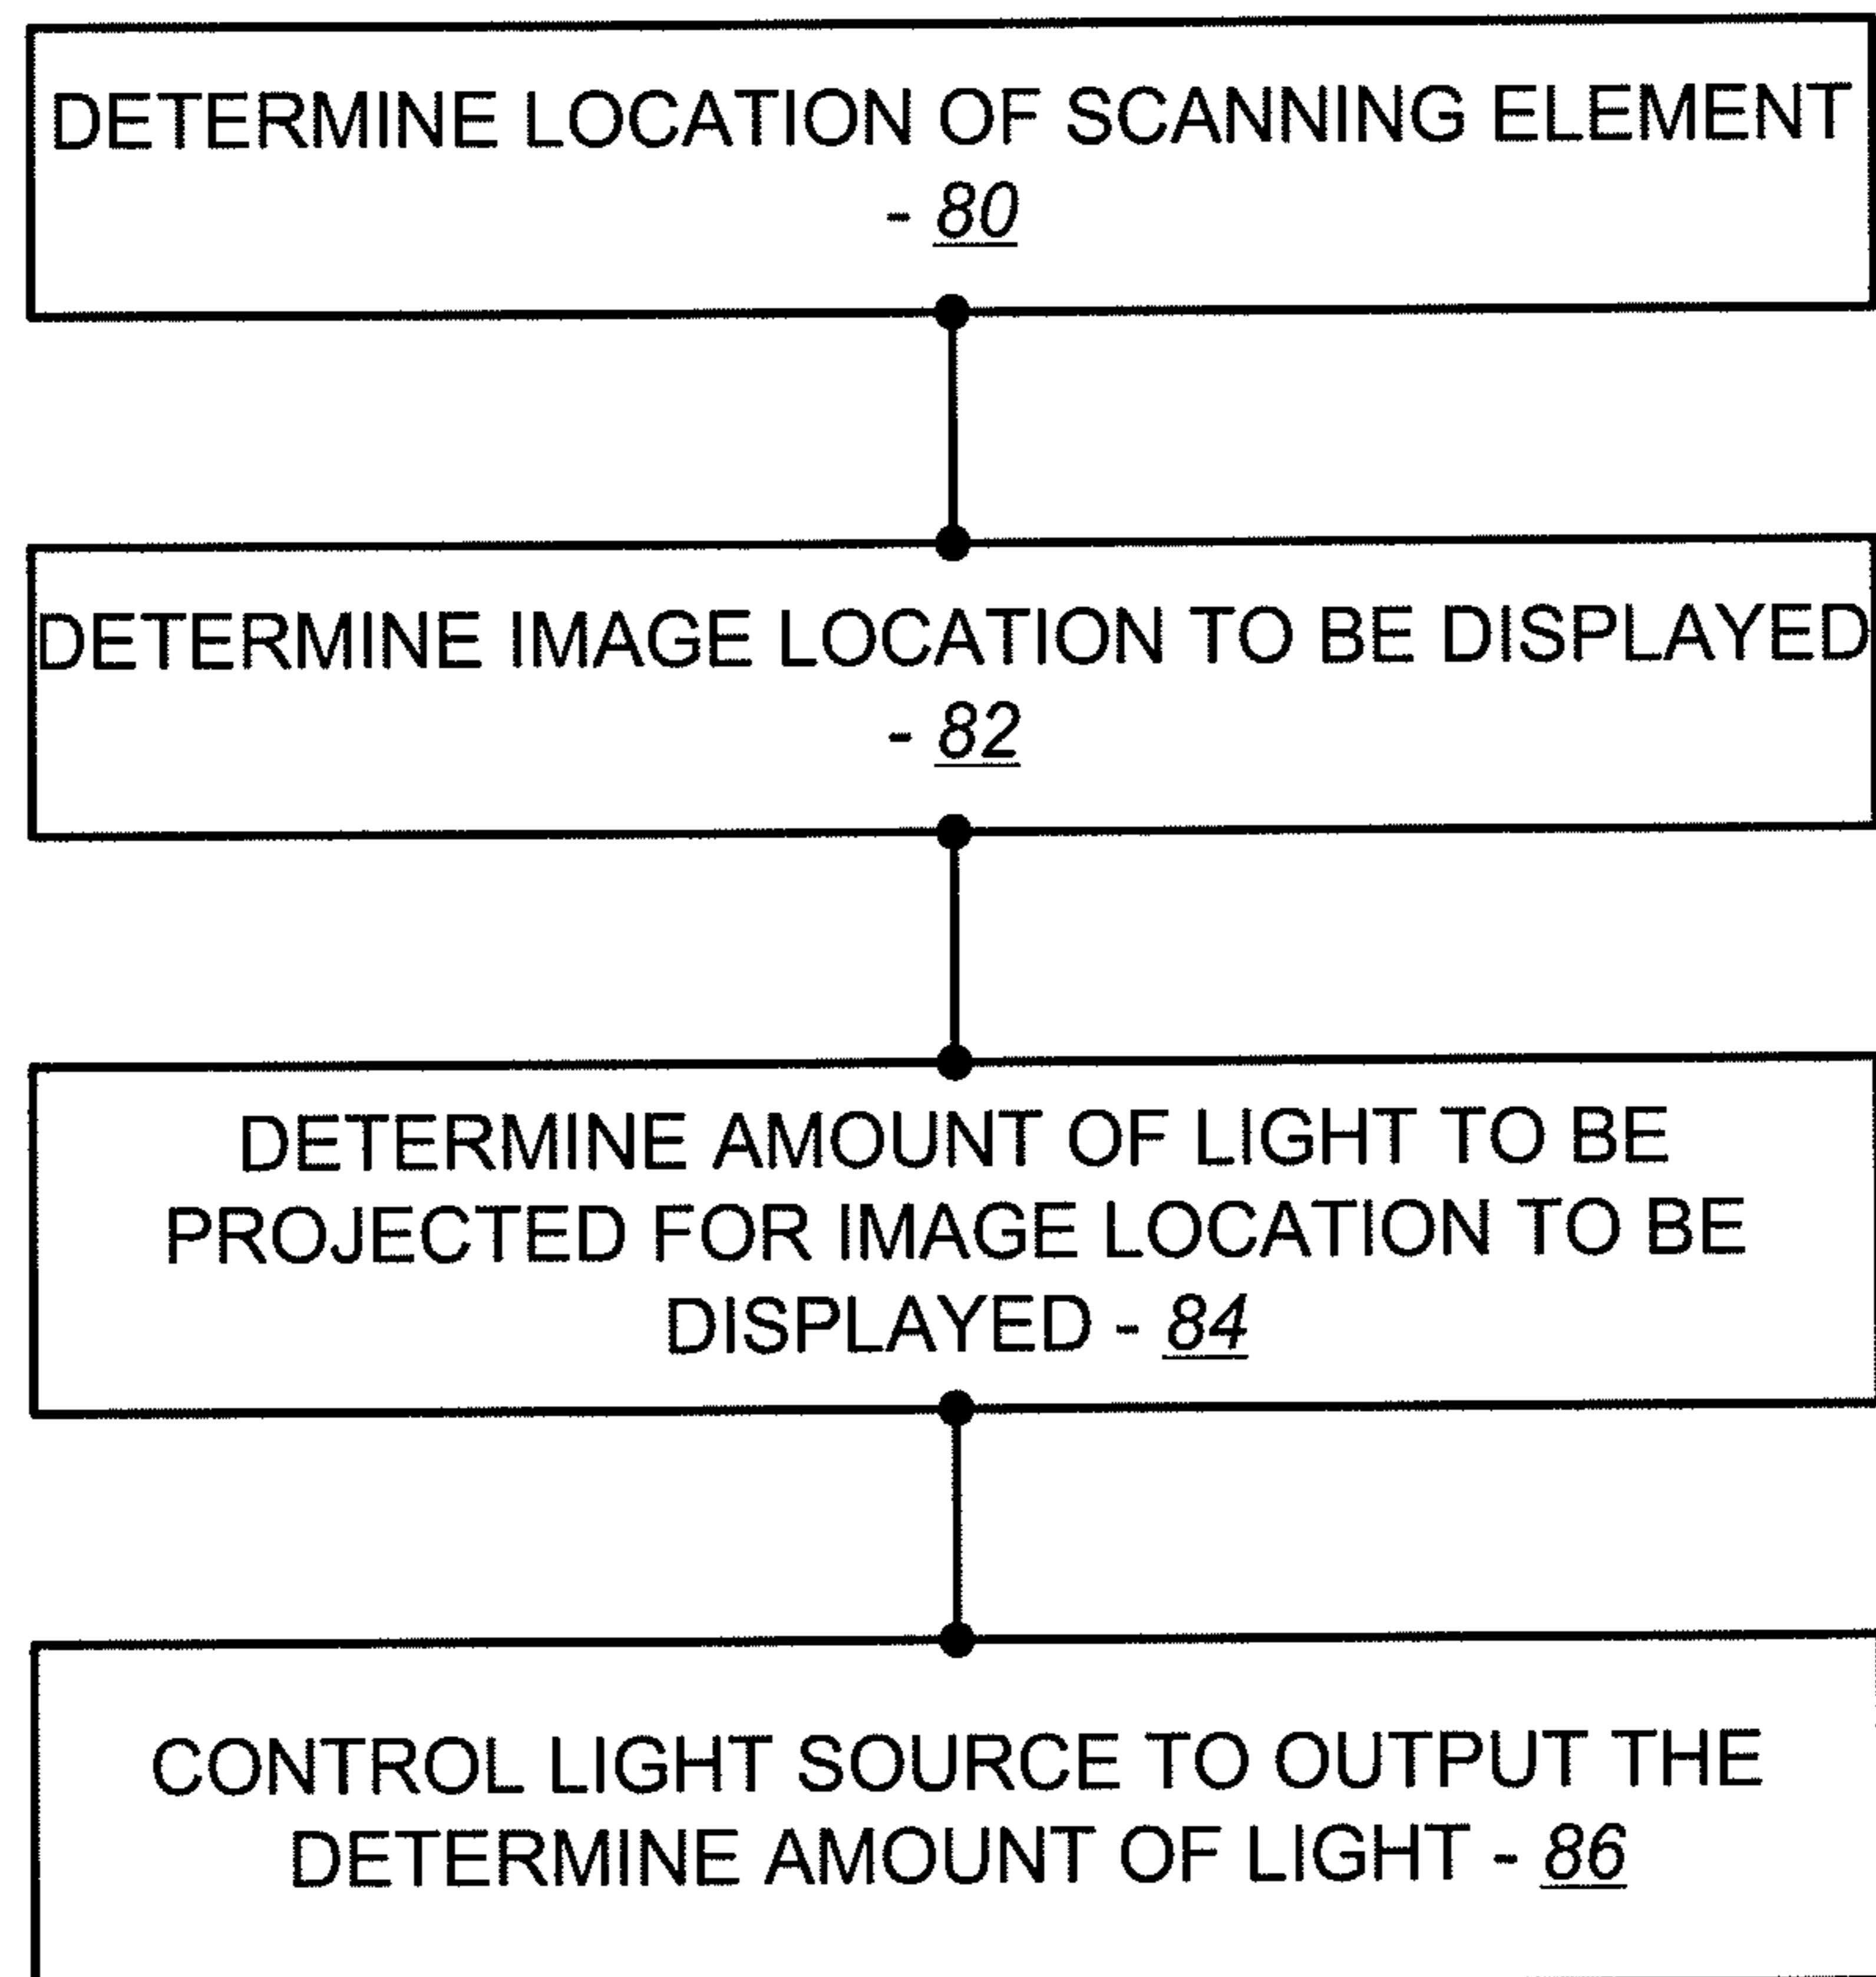 DETERMINE LOCATION OF SCANNING ELEMENT
- 80
DETERMINE IMAGE LOCATION TO BE DISPLAYED
- 82
DETERMINE AMOUNT OF LIGHT TO BE
PROJECTED FOR IMAGE LOCATION TO BE
DISPLAYED - 84
CONTROL LIGHT SOURCE TO OUTPUT THE
DETERMINE AMOUNT OF LIGHT - 86